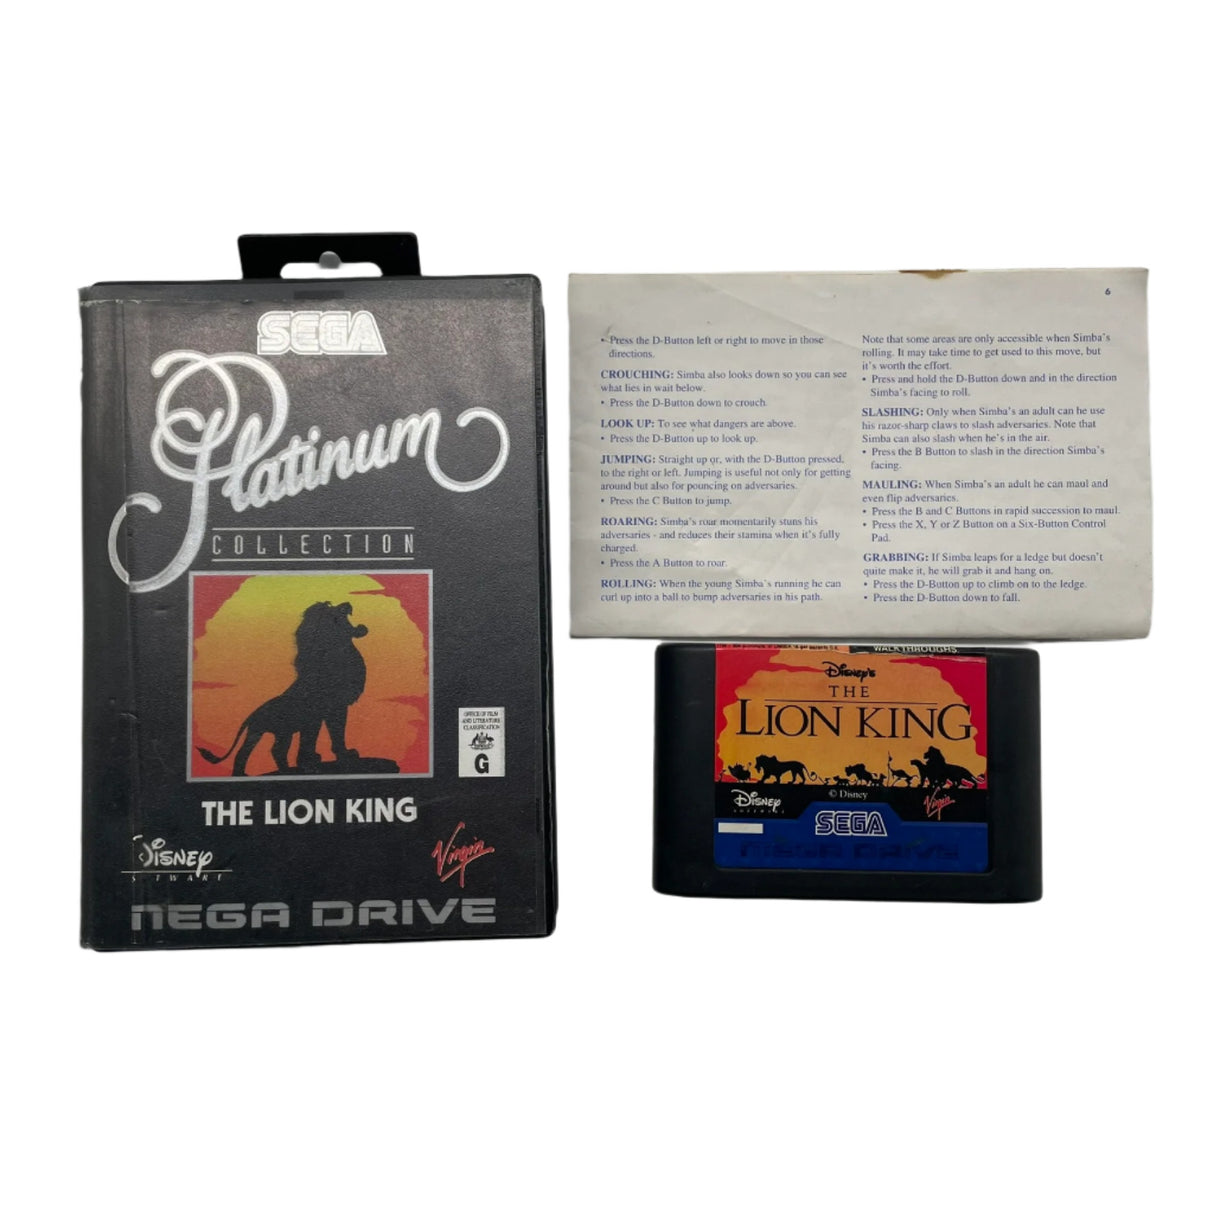 SEGA
Platinum
COLLECTION
OFFICE OF FILM
AND LITERATURE
CLASSIFICATION
G
THE LION KING
DISNEY
Virgin
MEGA DRIVE
6
• Press the D-Button left or right to move in those
directions.
CROUCHING: Simba also looks down so you can see
what lies in wait below.
• Press the D-Button down to crouch.
LOOK UP: To see what dangers are above.
• Press the D-Button up to look up.
JUMPING: Straight up or, with the D-Button pressed,
to the right or left. Jumping is useful not only for getting
around but also for pouncing on adversaries.
• Press the C Button to jump.
ROARING: Simba's roar momentarily stuns his
adversaries - and reduces their stamina when it's fully
charged.
• Press the A Button to roar.
ROLLING: When the young Simba's running he can
curl up into a ball to bump adversaries in his path.
Note that some areas are only accessible when Simba's
rolling. It may take time to get used to this move, but
it's worth the effort.
• Press and hold the D-Button down and in the direction
Simba's facing to roll.
SLASHING: Only when Simba's an adult can he use
his razor-sharp claws to slash adversaries. Note that
Simba can also slash when he's in the air.
• Press the B Button to slash in the direction Simba's
facing.
MAULING: When Simba's an adult he can maul and
even flip adversaries.
• Press the B and C Buttons in rapid succession to maul.
• Press the X, Y or Z Button on a Six-Button Control
Pad.
GRABBING: If Simba leaps for a ledge but doesn't
quite make it, he will grab it and hang on.
• Press the D-Button up to climb on to the ledge.
• Press the D-Button down to fall.
WALKTHROUGHS.
DISNEY'S
THE
LION KING
© Disney
DISNEY
SOFTWARE
Virgin
SEGA
MEGA DRIVE